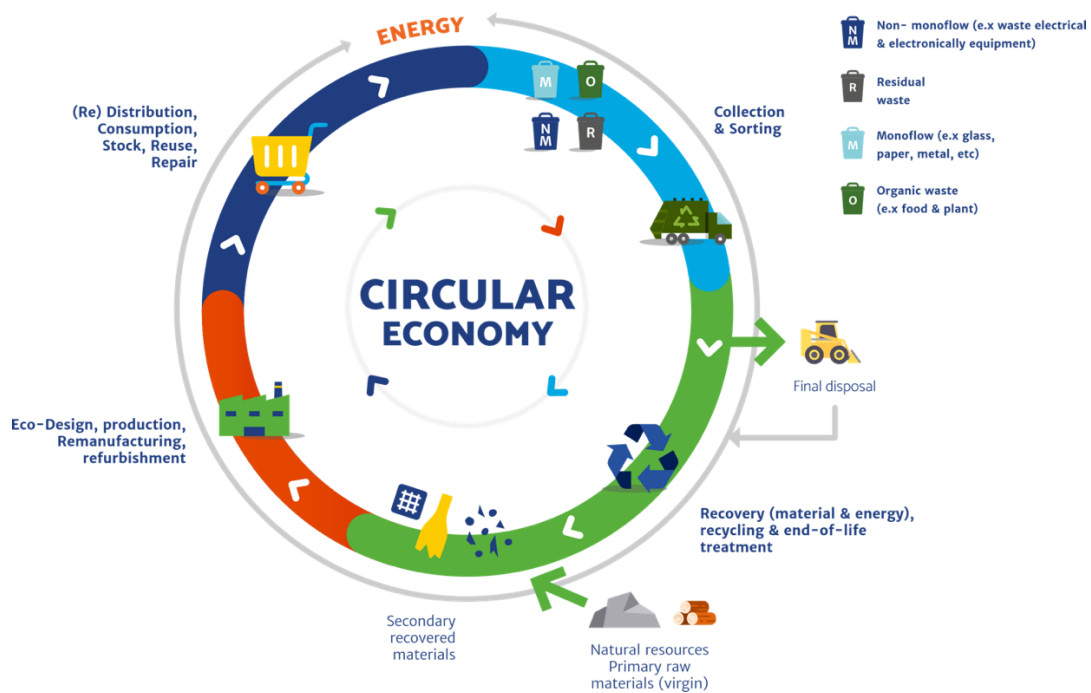 ENERGY
(Re) Distribution,
Consumption,
Stock, Reuse,
Repair
M
O
N
M
R
Collection
& Sorting
N
M
Non- monoflow (e.x waste electrical
& electronically equipment)
R
Residual
waste
M
Monoflow (e.x glass,
paper, metal, etc)
O
Organic waste
(e.x food & plant)
CIRCULAR
ECONOMY
Final disposal
Eco-Design, production,
Remanufacturing,
refurbishment
Recovery (material & energy),
recycling & end-of-life
treatment
Secondary
recovered
materials
Natural resources
Primary raw
materials (virgin)